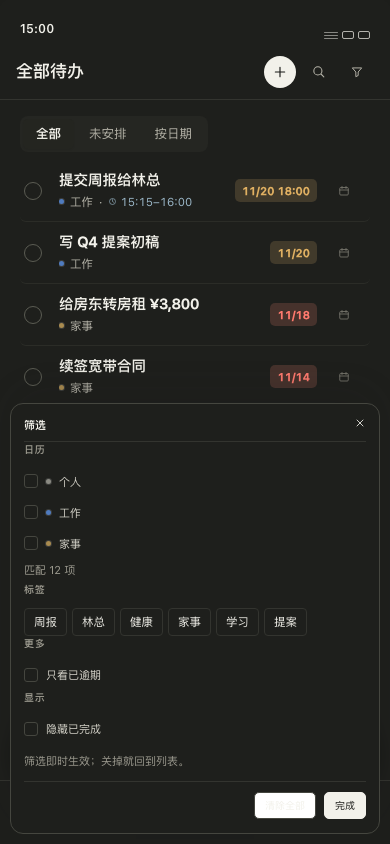 15:00
全部待办
全部 未安排 按日期
提交周报给林总
工作 · 15:15–16:00
11/20 18:00
写 Q4 提案初稿
工作
11/20
给房东转房租 ¥3,800
家事
11/18
续签宽带合同
家事
11/14
筛选
日历
个人
工作
家事
匹配 12 项
标签
周报 林总 健康 家事 学习 提案
更多
只看已逾期
显示
隐藏已完成
筛选即时生效；关掉就回到列表。
完成